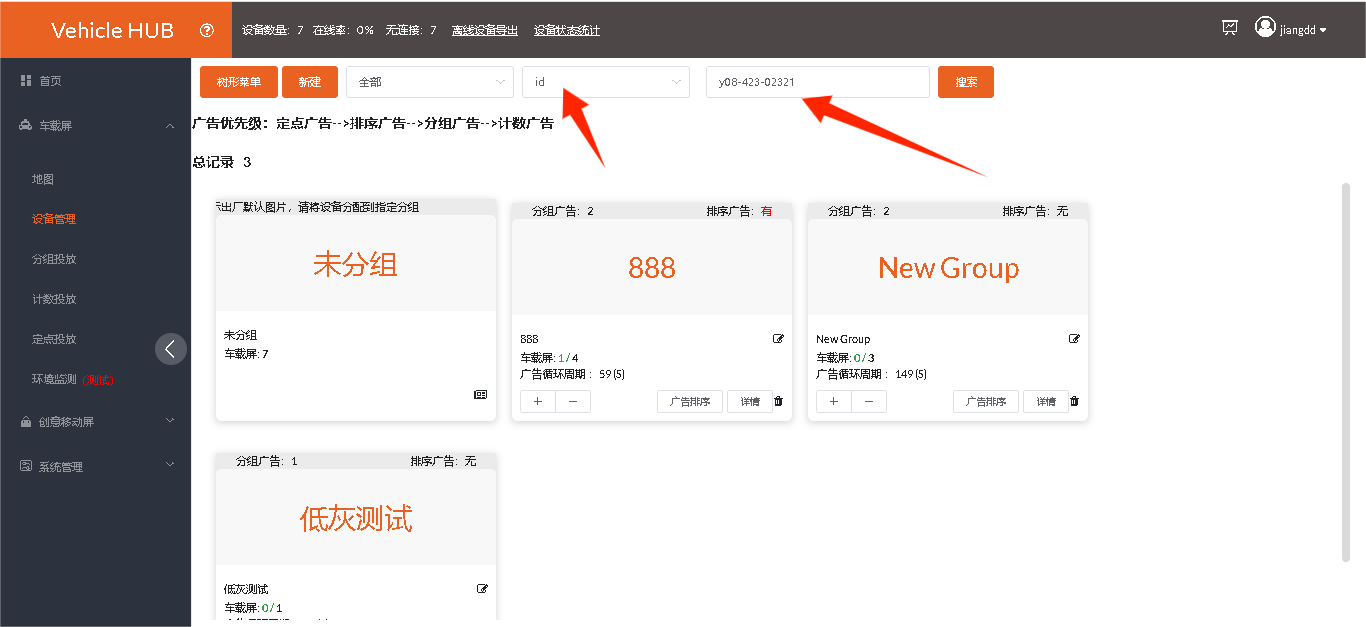 Vehicle HUB
设备数量: 7 在线率: 0% 无连接: 7 离线设备导出 设备状态统计
jiangdd
首页
车载屏
地图
设备管理
分组投放
计数投放
定点投放
环境监测 (测试)
创意移动屏
系统管理
树形菜单 新建 全部 id y08-423-02321 搜索
广告优先级: 定点广告-->排序广告-->分组广告-->计数广告
总记录 3
出厂默认图片，请将设备分配到指定分组
未分组
未分组
车载屏: 7
分组广告: 2 排序广告: 有
888
888
车载屏: 1/4
广告循环周期： 59(S)
+ − 广告排序 详情
分组广告: 2 排序广告: 无
New Group
New Group
车载屏: 0/3
广告循环周期： 149(S)
+ − 广告排序 详情
分组广告: 1 排序广告: 无
低灰测试
低灰测试
车载屏: 0/1